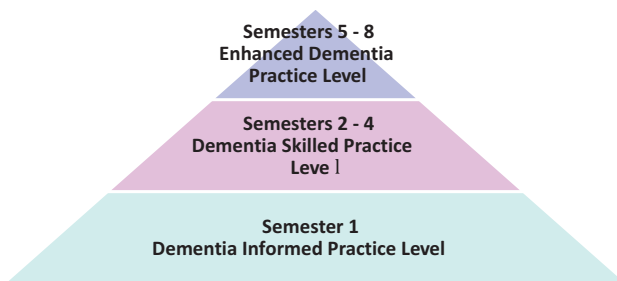 Semesters 5 - 8
Enhanced Dementia
Practice Level
Semesters 2 - 4
Dementia Skilled Practice
Leve l
Semester 1
Dementia Informed Practice Level